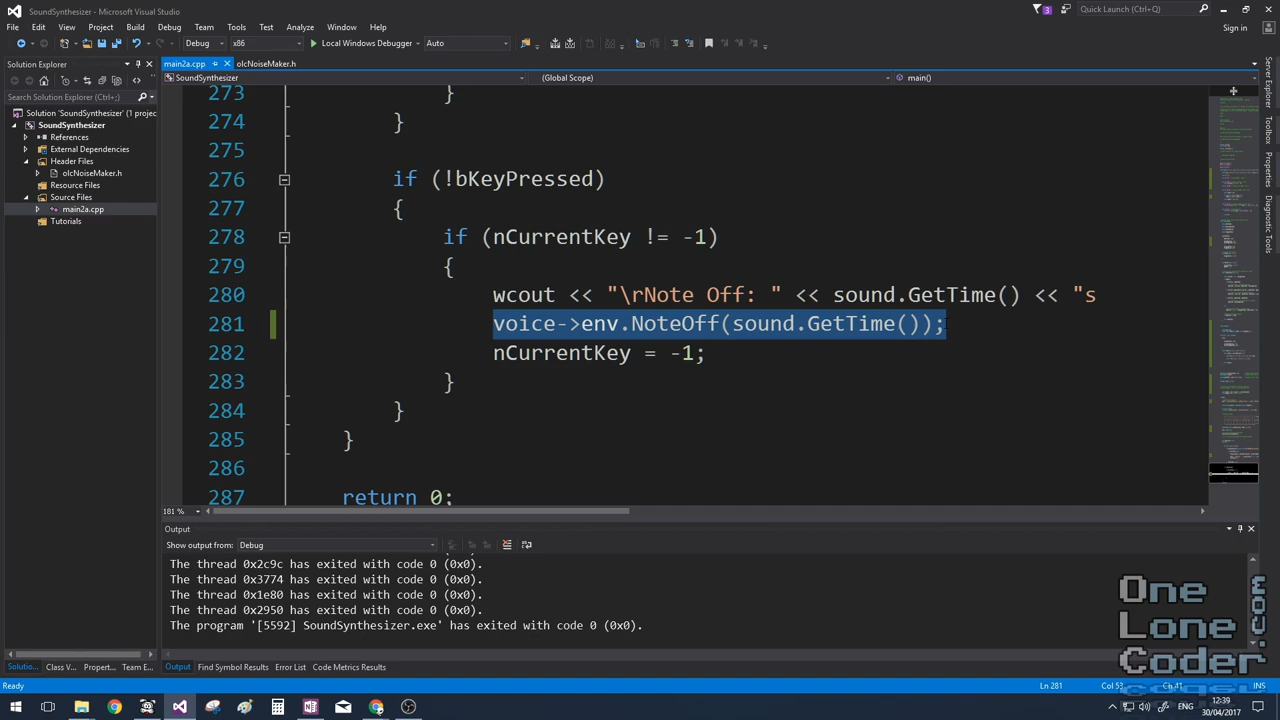 SoundSynthesizer - Microsoft Visual Studio
3
Quick Launch (Ctrl+Q)
File Edit View Project Build Debug Team Tools Test Analyze Window Help
Sign in
Debug x86 Local Windows Debugger Auto
Solution Explorer
main2a.cpp olcNoiseMaker.h
SoundSynthesizer (Global Scope) main()
Search Solution Explorer (Ctrl+;)
Solution 'SoundSynthesizer' (1 projec
SoundSynthesizer
References
External Dependencies
Header Files
olcNoiseMaker.h
Resource Files
Source Files
main2a.cpp
Tutorials
273 }
274 }
275
276 if (!bKeyPressed)
277 {
278 if (nCurrentKey != -1)
279 {
280 wcout << "\rNote Off: " << sound.GetTime() << "s
281 voice->env.NoteOff(sound.GetTime());
282 nCurrentKey = -1;
283 }
284 }
285 }
286
287 return 0;
181 %
Server Explorer
Toolbox
Properties
Diagnostic Tools
Output
Show output from: Debug
The thread 0x2c9c has exited with code 0 (0x0).
The thread 0x3774 has exited with code 0 (0x0).
The thread 0x1e80 has exited with code 0 (0x0).
The thread 0x2950 has exited with code 0 (0x0).
The program '[5592] SoundSynthesizer.exe' has exited with code 0 (0x0).
One
Lone
Coder
.com
Solutio... Class V... Propert... Team E...
Output Find Symbol Results Error List Code Metrics Results
Ready Ln 281 Col 53 Ch 41 INS
ENG
12:39
30/04/2017